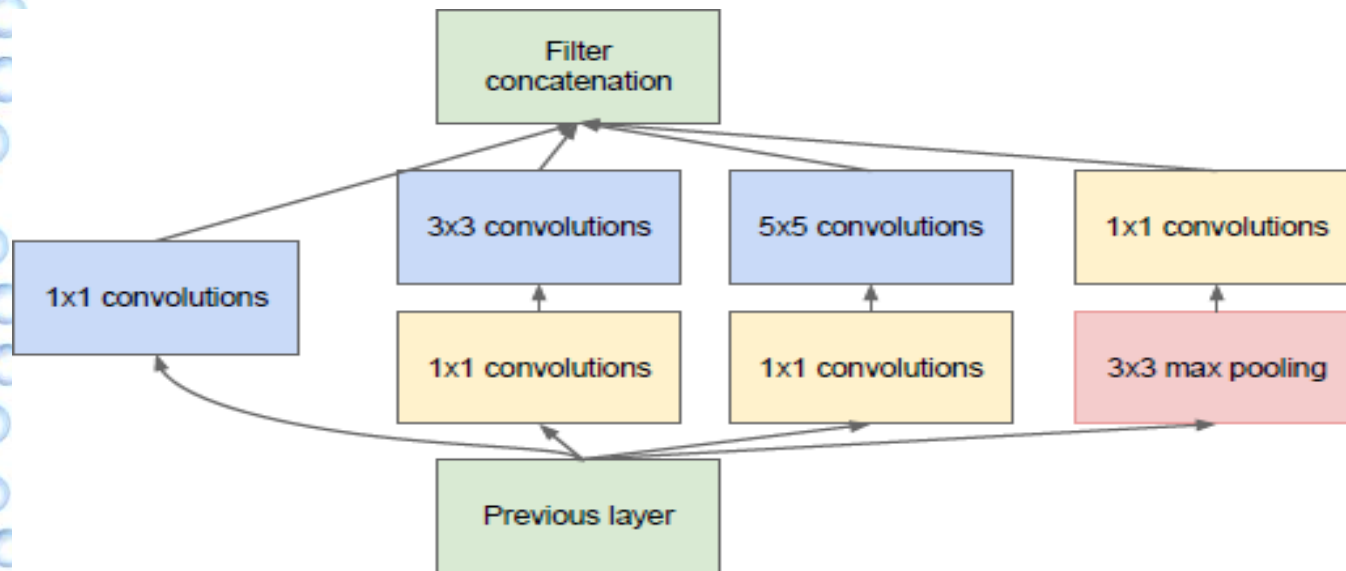 Filter
concatenation
3x3 convolutions
5x5 convolutions
1x1 convolutions
1x1 convolutions
1x1 convolutions
1x1 convolutions
3x3 max pooling
Previous layer